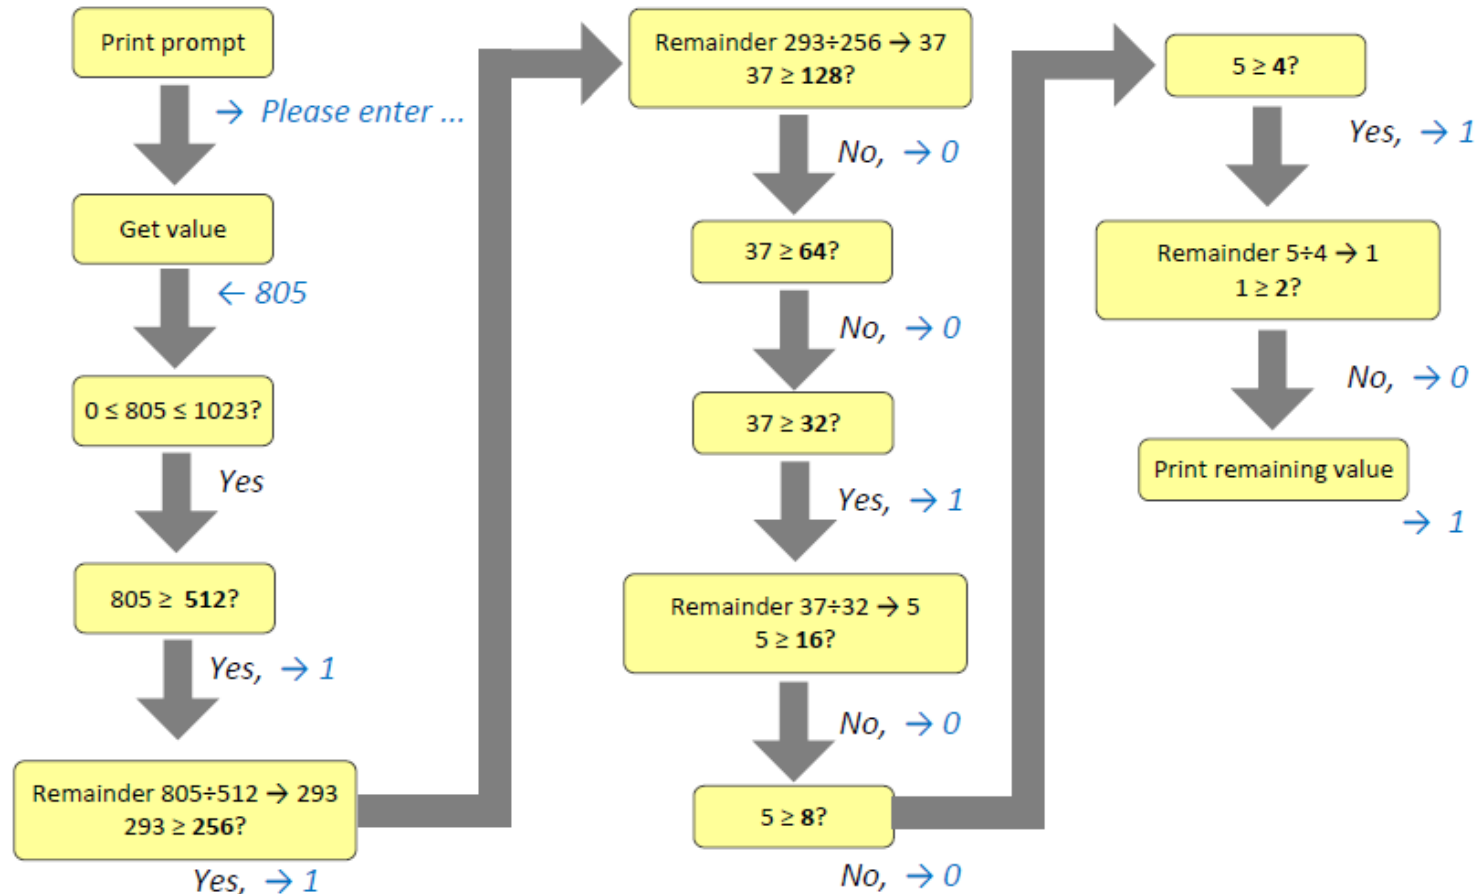 Print prompt
→ Please enter ...
Get value
← 805
0 ≤ 805 ≤ 1023?
Yes
805 ≥ 512?
Yes, → 1
Remainder 805÷512 → 293
293 ≥ 256?
Yes, → 1
Remainder 293÷256 → 37
37 ≥ 128?
No, → 0
37 ≥ 64?
No, → 0
37 ≥ 32?
Yes, → 1
Remainder 37÷32 → 5
5 ≥ 16?
No, → 0
5 ≥ 8?
No, → 0
5 ≥ 4?
Yes, → 1
Remainder 5÷4 → 1
1 ≥ 2?
No, → 0
Print remaining value
→ 1